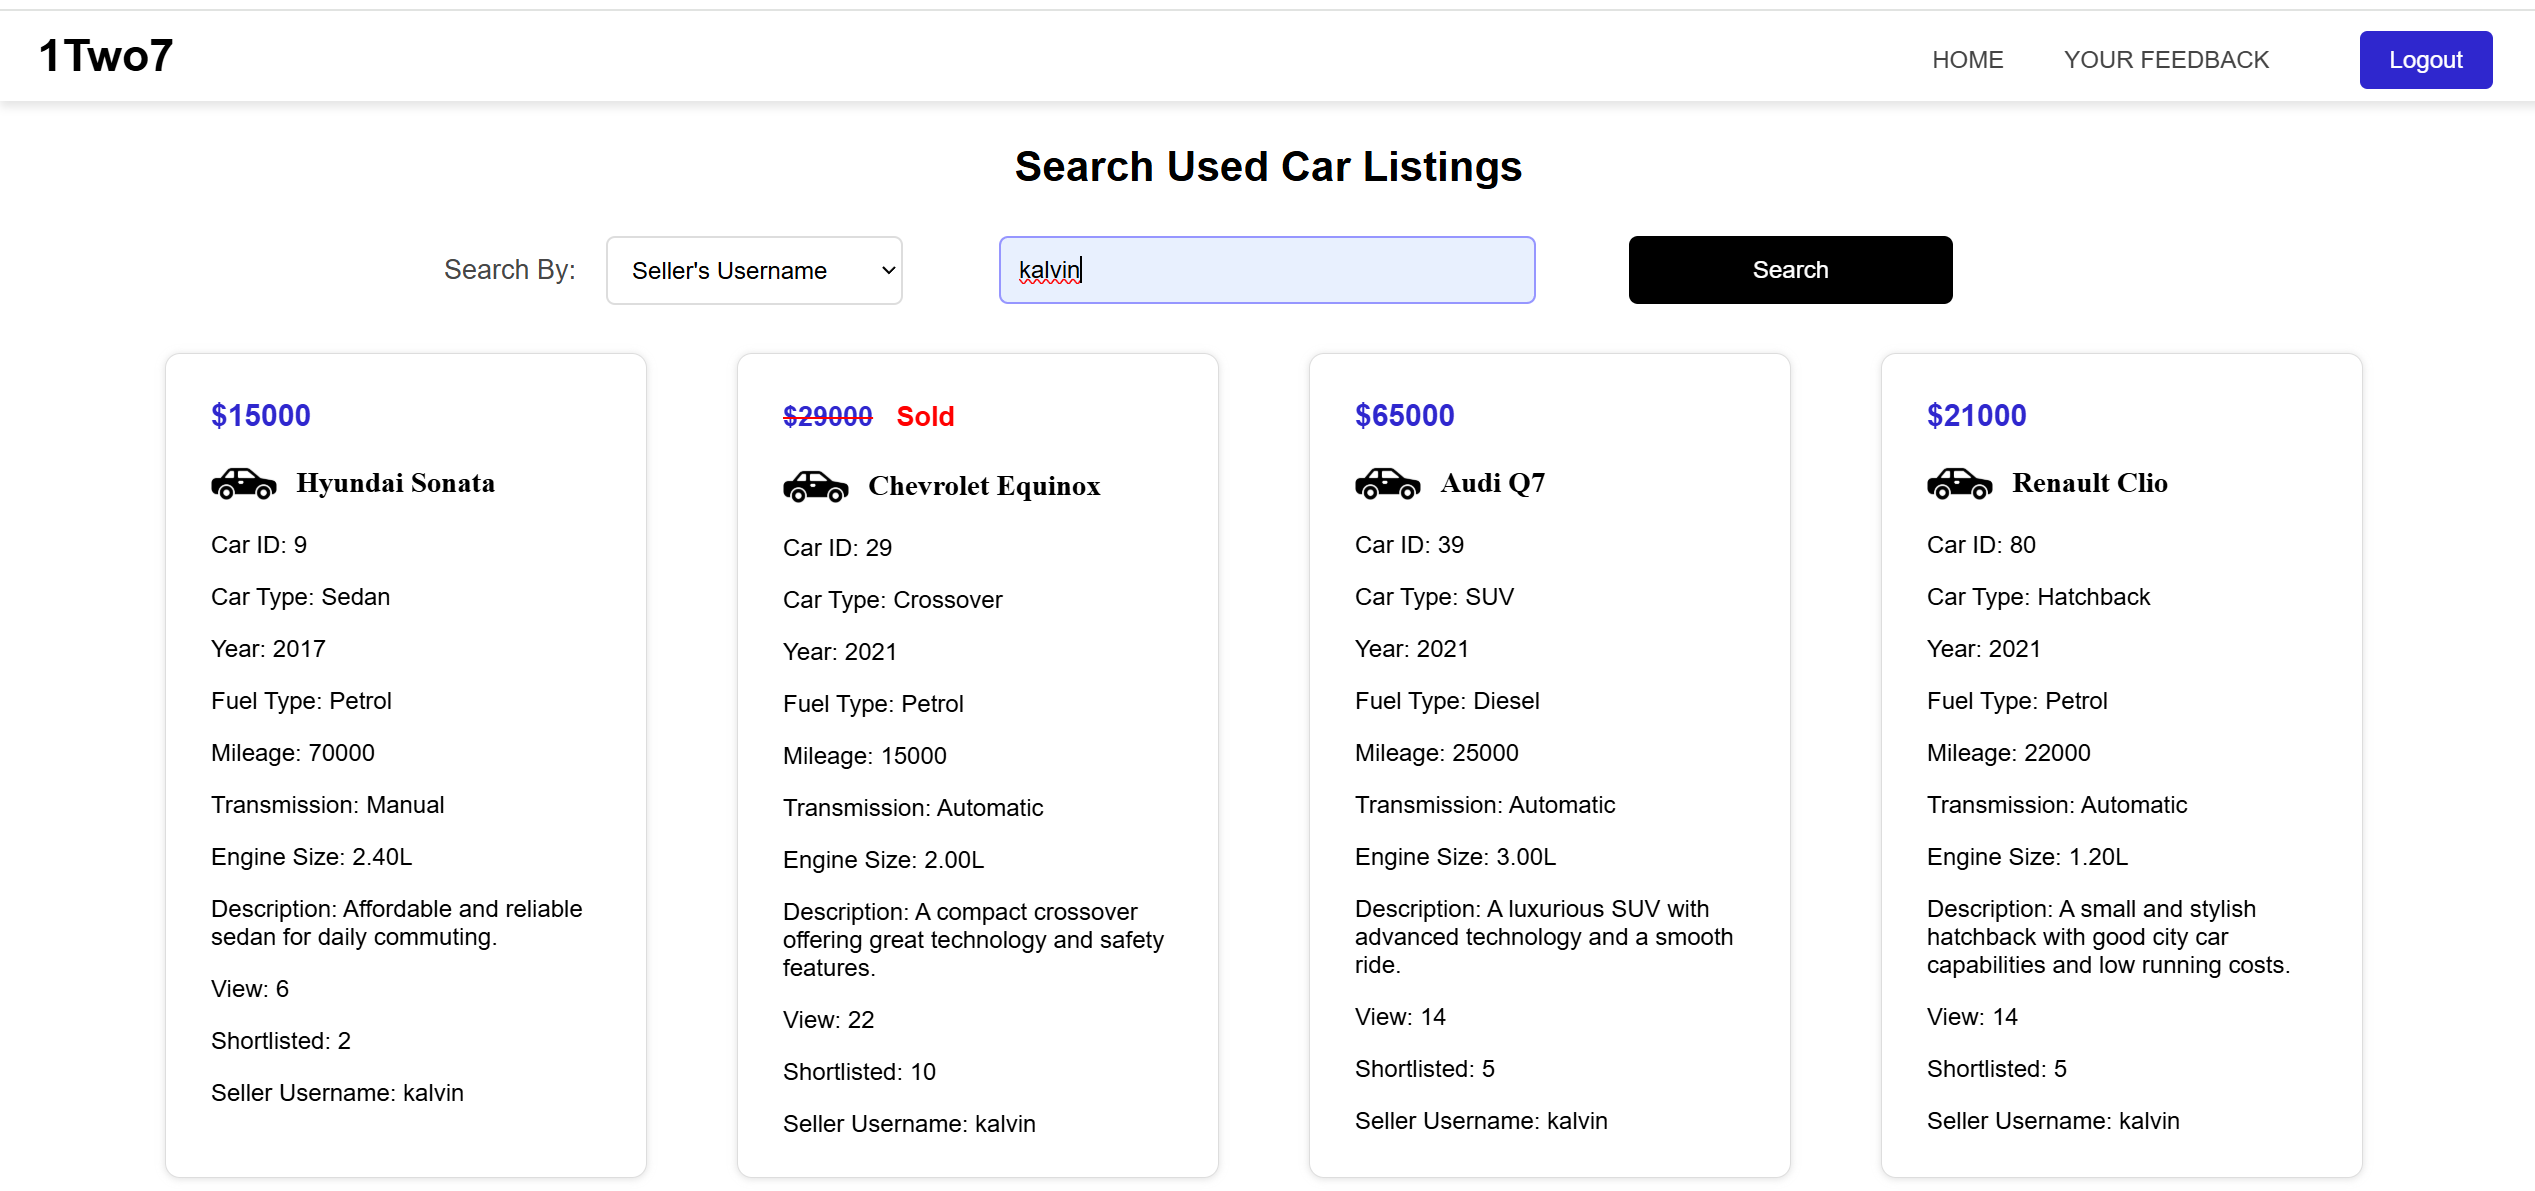 1Two7
HOME
YOUR FEEDBACK
Logout
Search Used Car Listings
Search By:
Seller's Username
kalvin
Search
$15000
Hyundai Sonata
Car ID: 9
Car Type: Sedan
Year: 2017
Fuel Type: Petrol
Mileage: 70000
Transmission: Manual
Engine Size: 2.40L
Description: Affordable and reliable
sedan for daily commuting.
View: 6
Shortlisted: 2
Seller Username: kalvin
$29000 Sold
Chevrolet Equinox
Car ID: 29
Car Type: Crossover
Year: 2021
Fuel Type: Petrol
Mileage: 15000
Transmission: Automatic
Engine Size: 2.00L
Description: A compact crossover
offering great technology and safety
features.
View: 22
Shortlisted: 10
Seller Username: kalvin
$65000
Audi Q7
Car ID: 39
Car Type: SUV
Year: 2021
Fuel Type: Diesel
Mileage: 25000
Transmission: Automatic
Engine Size: 3.00L
Description: A luxurious SUV with
advanced technology and a smooth
ride.
View: 14
Shortlisted: 5
Seller Username: kalvin
$21000
Renault Clio
Car ID: 80
Car Type: Hatchback
Year: 2021
Fuel Type: Petrol
Mileage: 22000
Transmission: Automatic
Engine Size: 1.20L
Description: A small and stylish
hatchback with good city car
capabilities and low running costs.
View: 14
Shortlisted: 5
Seller Username: kalvin